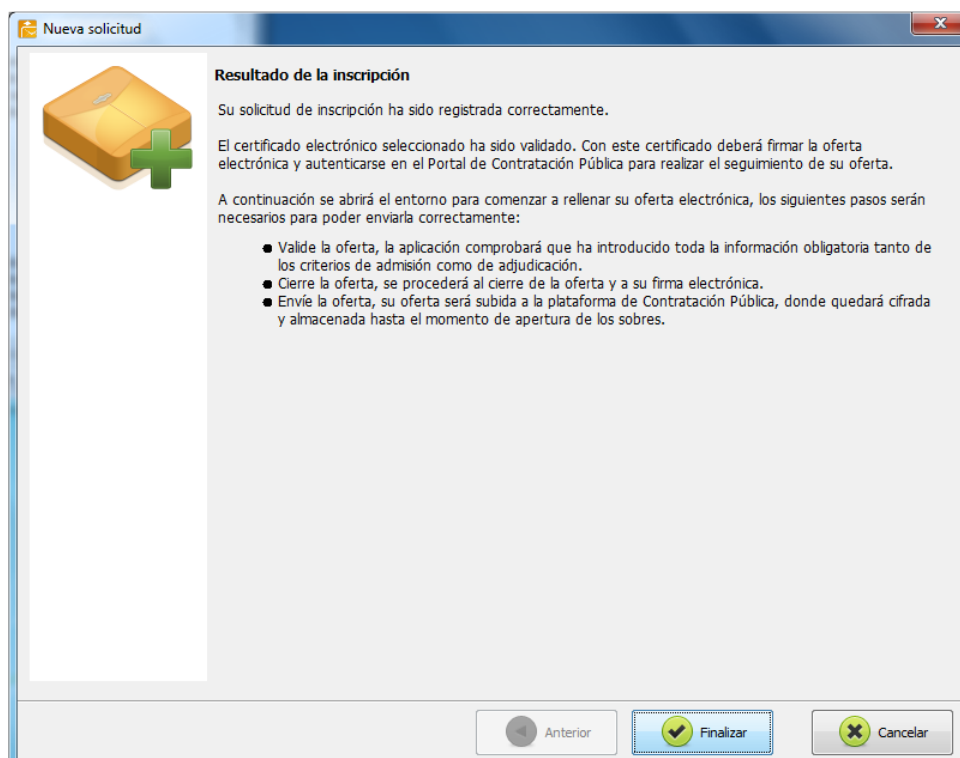 Nueva solicitud
Resultado de la inscripción
Su solicitud de inscripción ha sido registrada correctamente.
El certificado electrónico seleccionado ha sido validado. Con este certificado deberá firmar la oferta
electrónica y autenticarse en el Portal de Contratación Pública para realizar el seguimiento de su oferta.
A continuación se abrirá el entorno para comenzar a rellenar su oferta electrónica, los siguientes pasos serán
necesarios para poder enviarla correctamente:
● Valide la oferta, la aplicación comprobará que ha introducido toda la información obligatoria tanto de
los criterios de admisión como de adjudicación.
● Cierre la oferta, se procederá al cierre de la oferta y a su firma electrónica.
● Envíe la oferta, su oferta será subida a la plataforma de Contratación Pública, donde quedará cifrada
y almacenada hasta el momento de apertura de los sobres.
Anterior
Finalizar
Cancelar